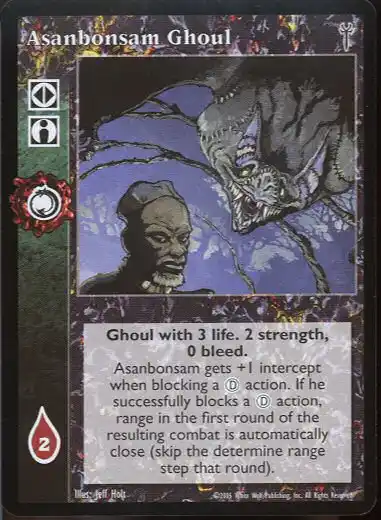 Asanbonsam Ghoul
Ghoul with 3 life. 2 strength,
0 bleed.
Asanbonsam gets +1 intercept
when blocking a Ⓓ action. If he
successfully blocks a Ⓓ action,
range in the first round of the
resulting combat is automatically
close (skip the determine range
step that round).
2
Illus: Jeff Holt
©2005 White Wolf Publishing, Inc. All Rights Reserved.